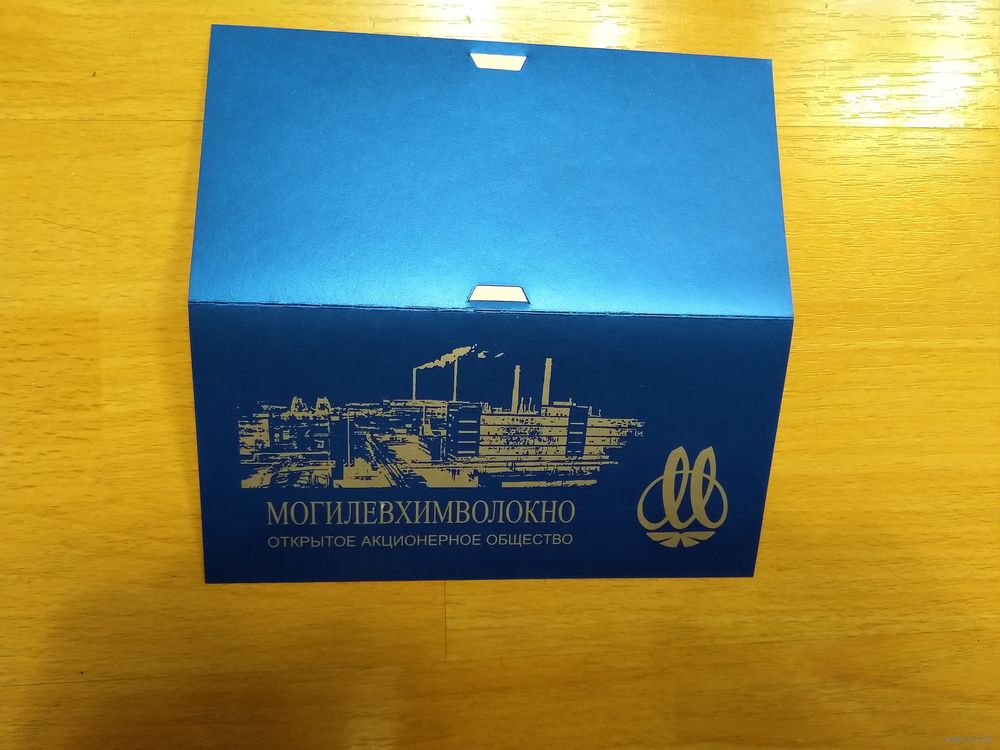 МОГИЛЕВХИМВОЛОКНО
ОТКРЫТОЕ АКЦИОНЕРНОЕ ОБЩЕСТВО